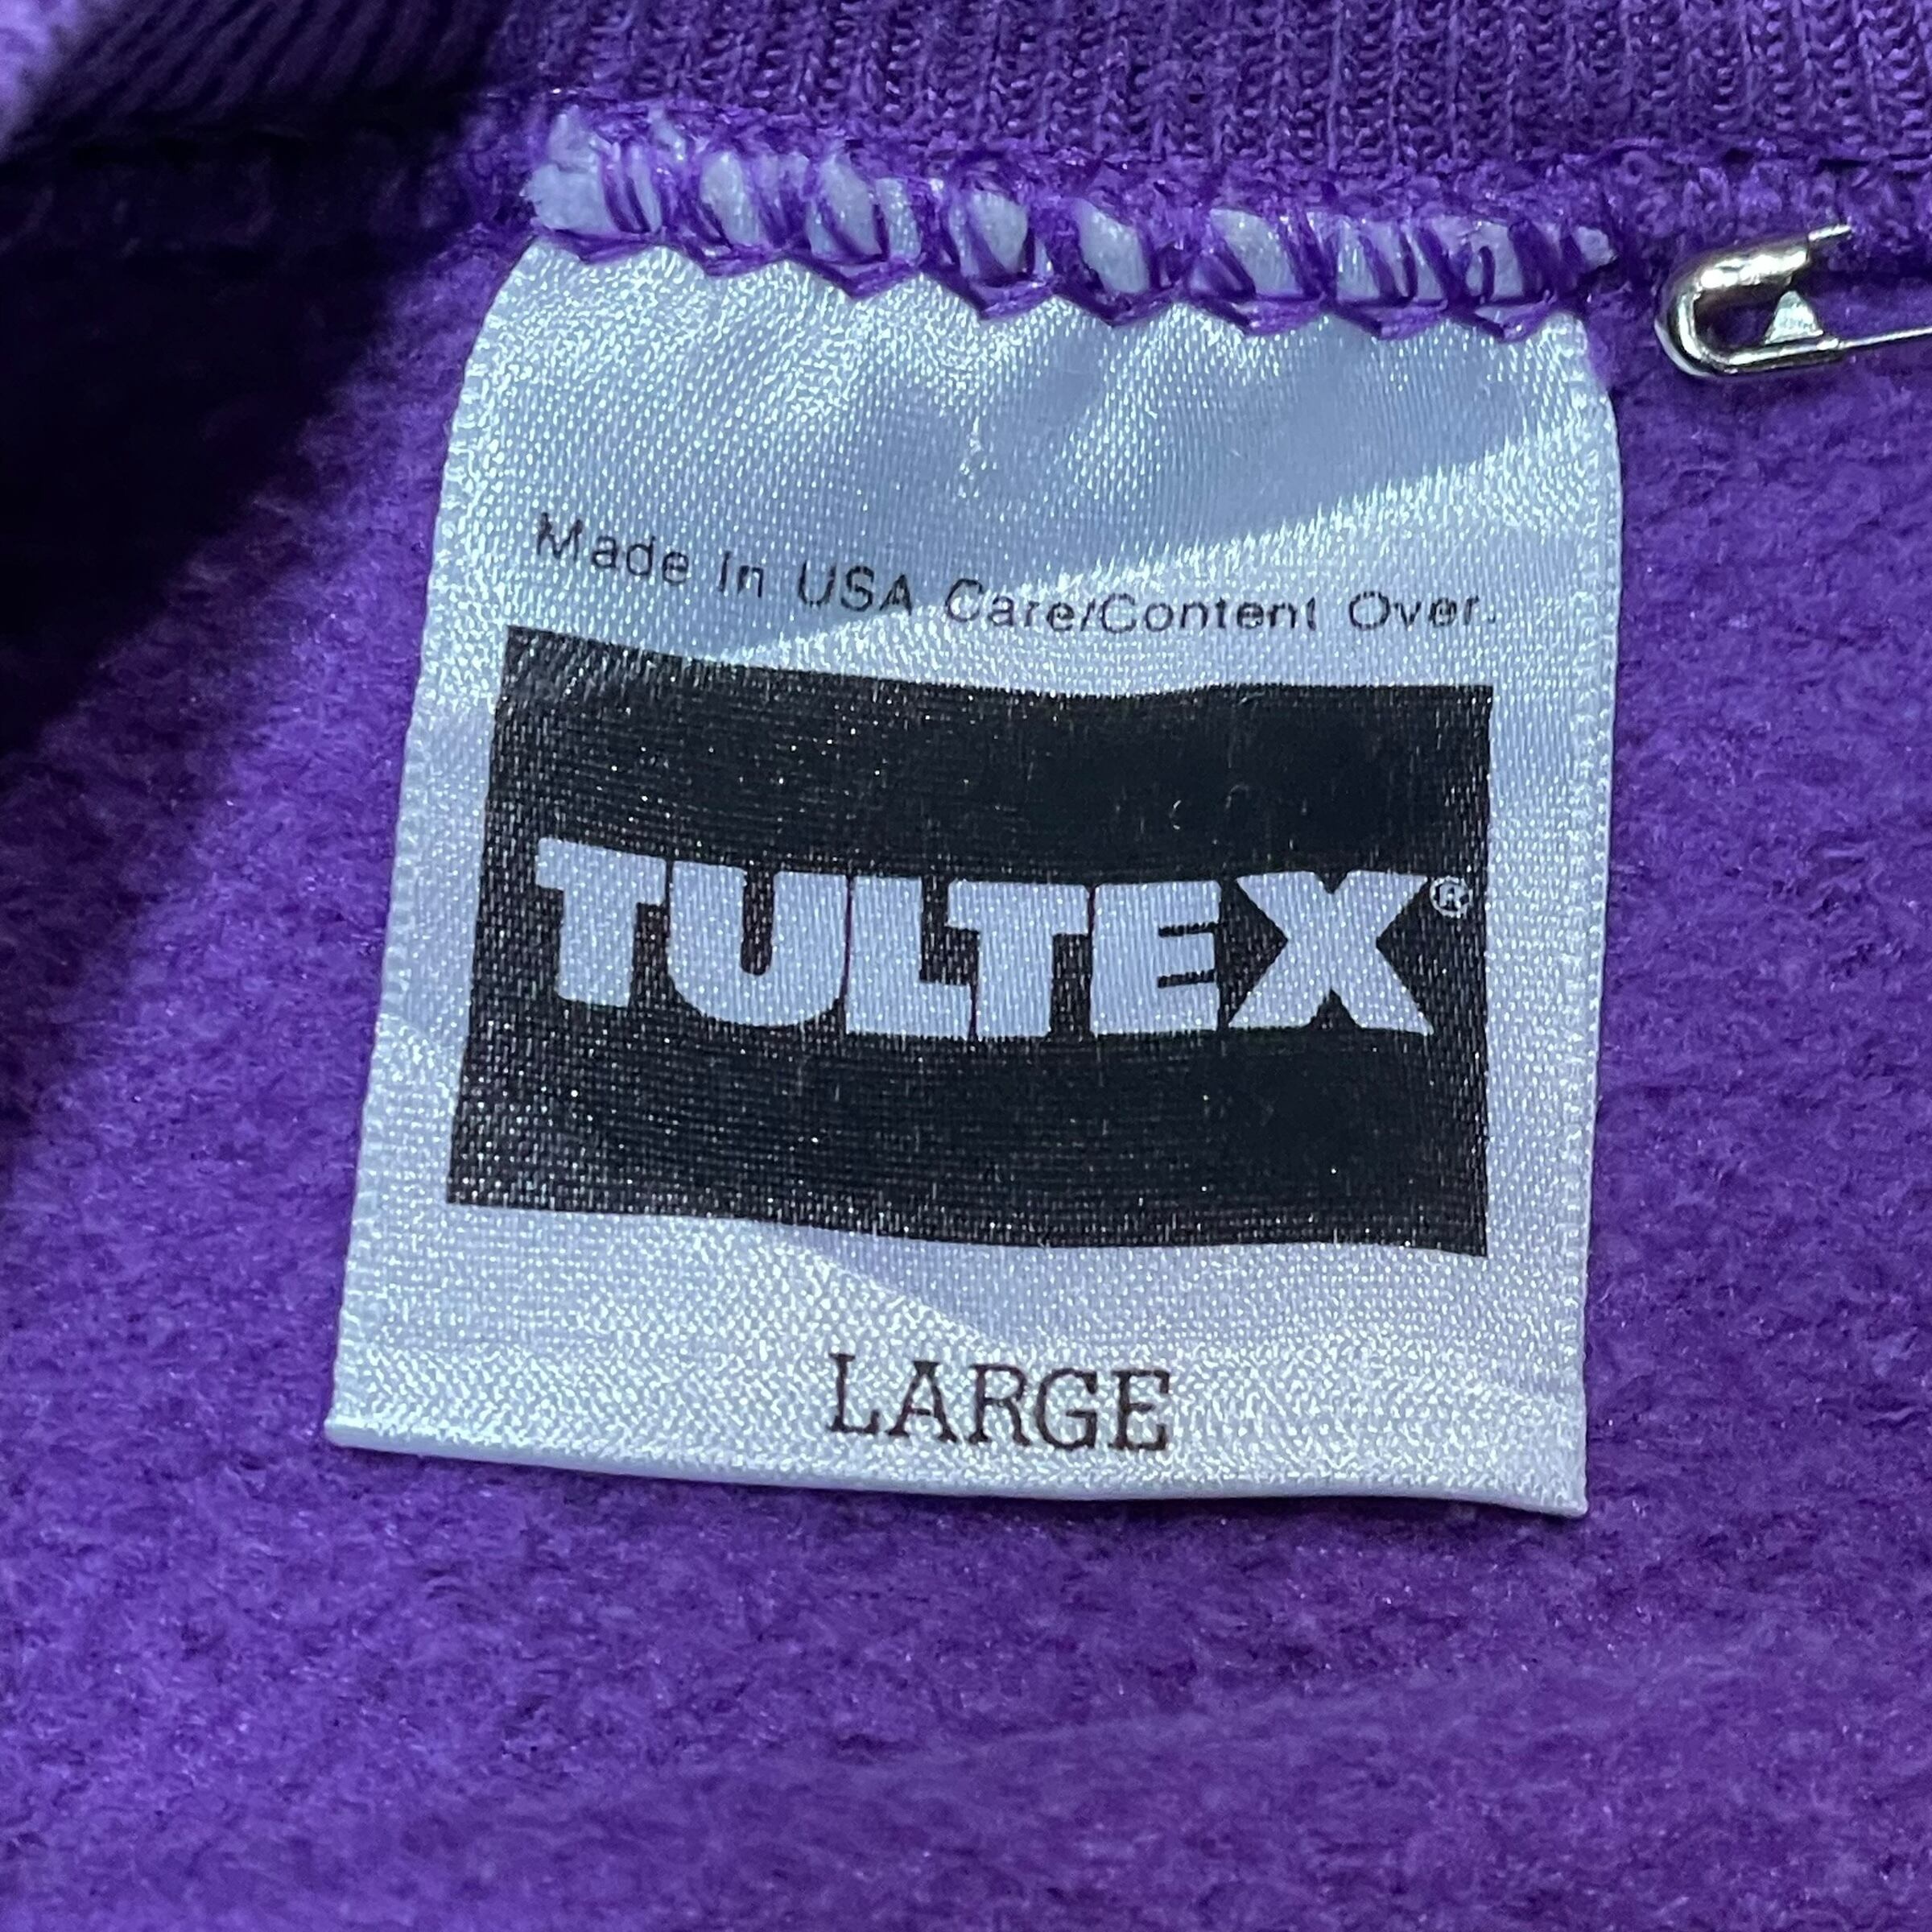 Made In USA Care/Content Over.
TULTEX®
LARGE